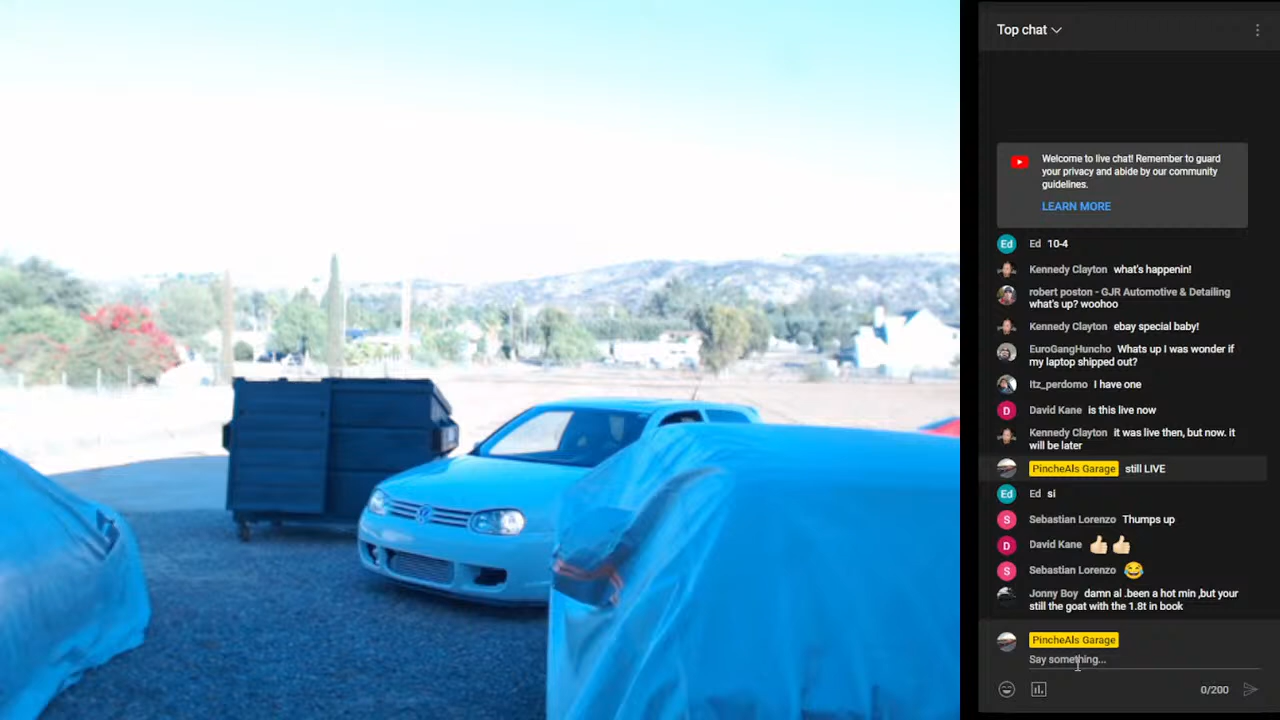 Top chat
Welcome to live chat! Remember to guard
your privacy and abide by our community
guidelines.
LEARN MORE
Ed Ed 10-4
Kennedy Clayton what's happenin!
robert poston - GJR Automotive & Detailing
what's up? woohoo
Kennedy Clayton ebay special baby!
EuroGangHuncho Whats up I was wonder if
my laptop shipped out?
Itz_perdomo I have one
D David Kane is this live now
Kennedy Clayton it was live then, but now. it
will be later
PincheAls Garage still LIVE
Ed Ed si
S Sebastian Lorenzo Thumps up
D David Kane 👍🏻👍🏻
S Sebastian Lorenzo 😂
Jonny Boy damn al .been a hot min ,but your
still the goat with the 1.8t in book
PincheAls Garage
Say something...
0/200